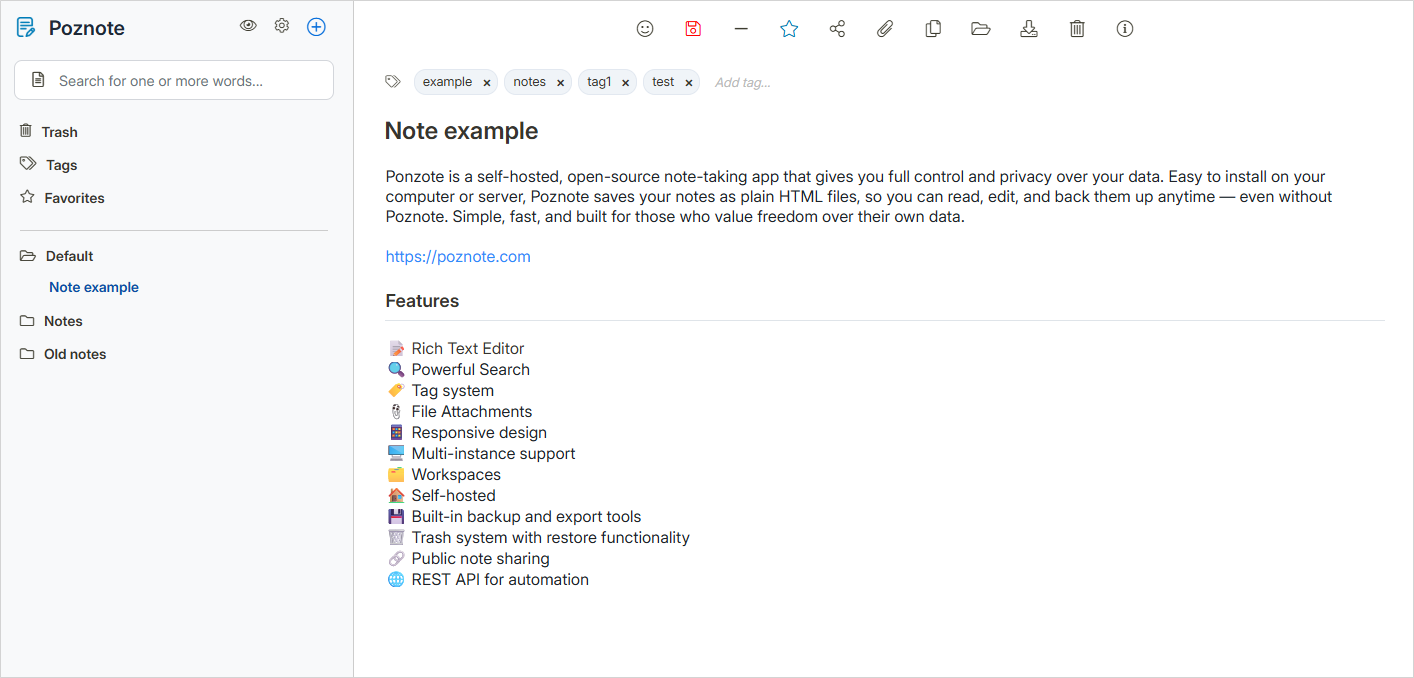 Poznote
Search for one or more words...
Trash
Tags
Favorites
Default
Note example
Notes
Old notes
example × notes × tag1 × test × Add tag...
Note example
Ponzote is a self-hosted, open-source note-taking app that gives you full control and privacy over your data. Easy to install on your
computer or server, Poznote saves your notes as plain HTML files, so you can read, edit, and back them up anytime — even without
Poznote. Simple, fast, and built for those who value freedom over their own data.
https://poznote.com
Features
📝 Rich Text Editor
🔍 Powerful Search
🏷️ Tag system
📎 File Attachments
📱 Responsive design
🖥️ Multi-instance support
🗂️ Workspaces
🏠 Self-hosted
💾 Built-in backup and export tools
🗑️ Trash system with restore functionality
🔗 Public note sharing
🌐 REST API for automation